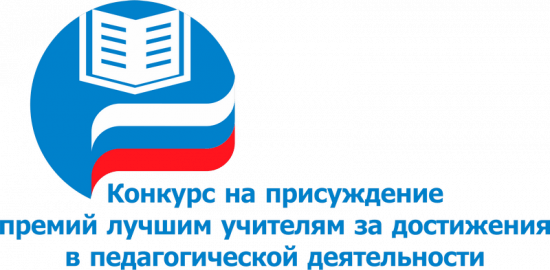 Конкурс на присуждение
премий лучшим учителям за достижения
в педагогической деятельности